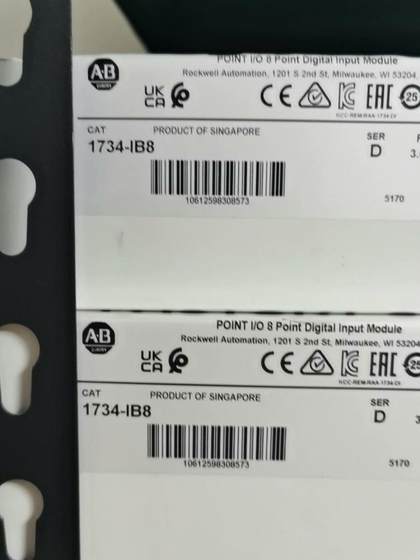 POINT I/O 8 Point Digital Input Module
A-B
Rockwell Automation, 1201 S 2nd St, Milwaukee, WI 53204
UK CA
CE
EAC
25
CAT
PRODUCT OF SINGAPORE
SER
1734-IB8
D
3.
10612598308573
5170
POINT I/O 8 Point Digital Input Module
A-B
Rockwell Automation, 1201 S 2nd St, Milwaukee, WI 53204
UK CA
CE
EAC
25
CAT
PRODUCT OF SINGAPORE
SER
1734-IB8
D
10612598308573
5170